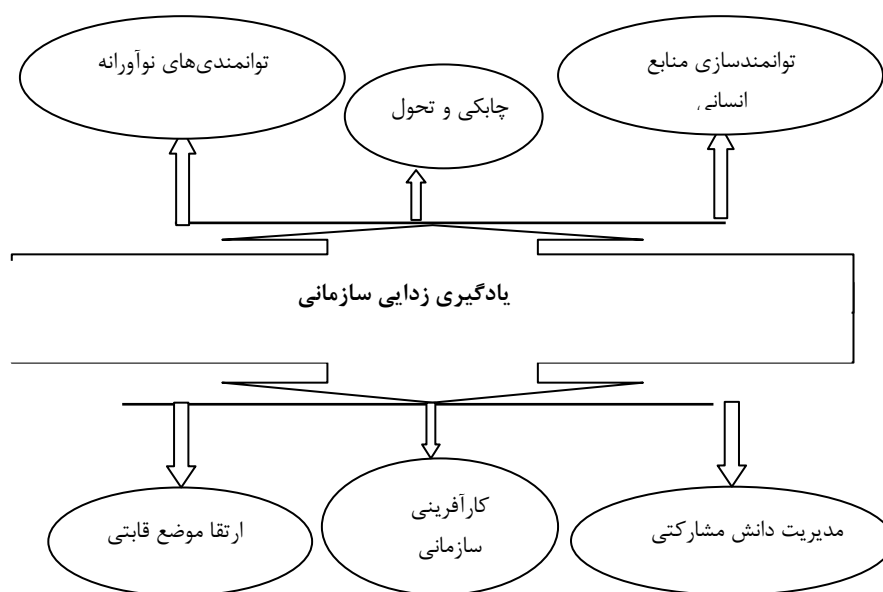 توانمندسازی منابع
انسانی
چابکی و تحول
توانمندی‌های نوآورانه
یادگیری زدایی سازمانی
مدیریت دانش مشارکتی
کارآفرینی
سازمانی
ارتقا موضع قابتی